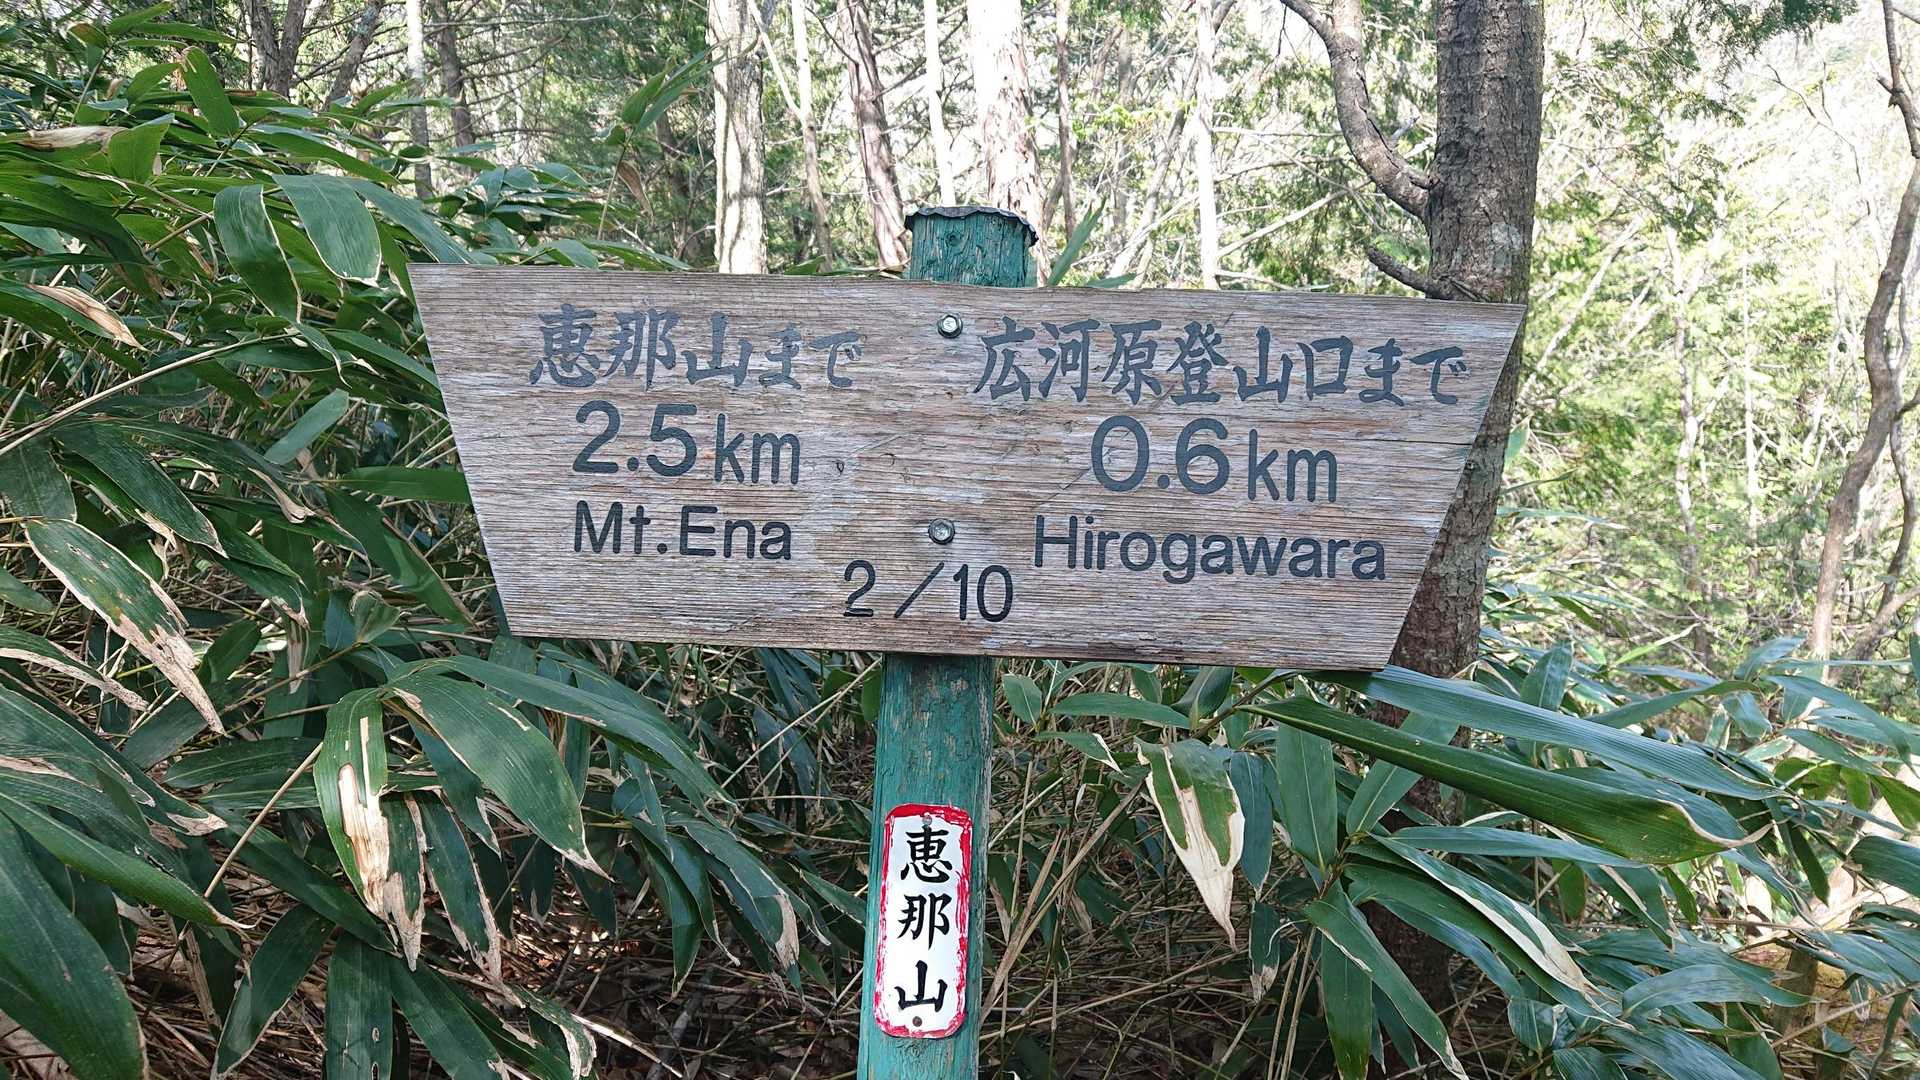 恵那山まで
2.5km
Mt.Ena
広河原登山口まで
0.6km
Hirogawara
2/10
恵那山